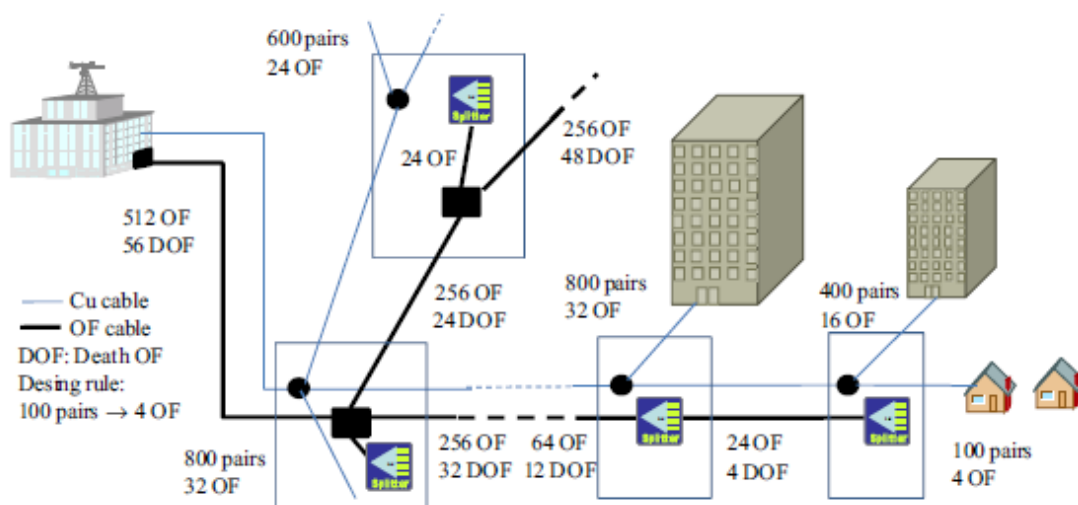 600 pairs
24 OF
Splitter
24 OF
256 OF
48 DOF
512 OF
56 DOF
Cu cable
OF cable
DOF: Death OF
Desing rule:
100 pairs → 4 OF
256 OF
24 DOF
800 pairs
32 OF
400 pairs
16 OF
800 pairs
32 OF
Splitter
256 OF
32 DOF
64 OF
12 DOF
Splitter
24 OF
4 DOF
Splitter
100 pairs
4 OF